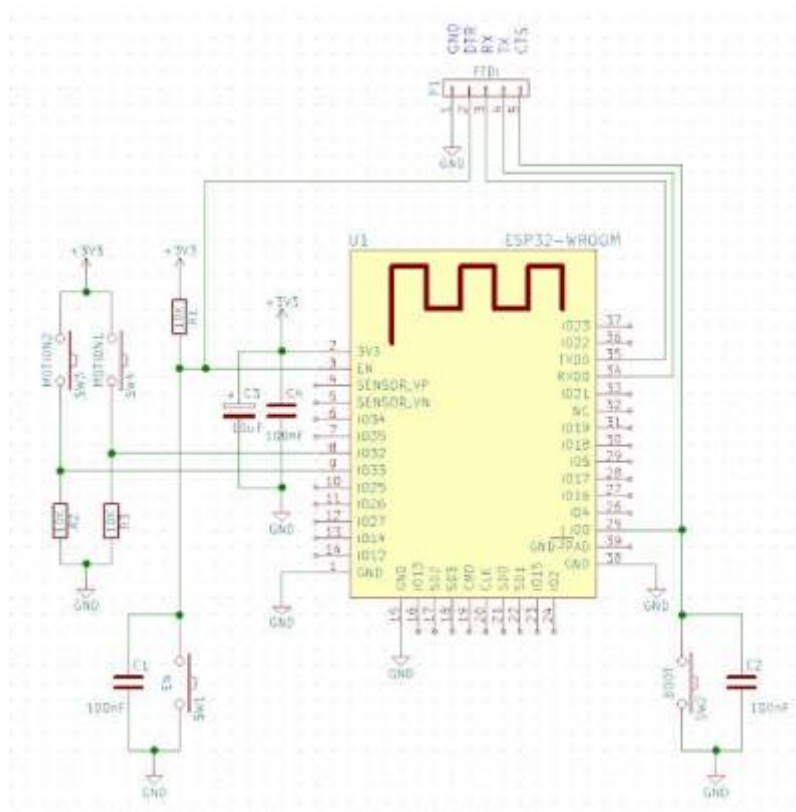 GND
DTR
RX
TX
CTS
FTDI
P1
1
2
3
4
5
GND
U1
ESP32-WROOM
+3V3
+3V3
+3V3
10K
R1
MOTION2
SW3
MOTION1
SW4
C3
10uF
C4
100nF
10K
R2
10K
R3
GND
GND
GND
2 3V3
3 EN
4 SENSOR_VP
5 SENSOR_VN
6 IO34
7 IO35
8 IO32
9 IO33
10 IO25
11 IO26
12 IO27
13 IO14
14 IO12
1 GND
IO23 37
IO22 36
TXD0 35
RXD0 34
IO21 33
NC 32
IO19 31
IO18 30
IO5 29
IO17 28
IO16 27
IO4 26
IO0 25
GND-PAD 39
GND 38
GND 15
IO13 16
SD2 17
SD3 18
CMD 19
CLK 20
SD0 21
SD1 22
IO15 23
IO2 24
GND
GND
C1
100nF
EN
SW1
GND
BOOT
SW2
C2
100nF
GND